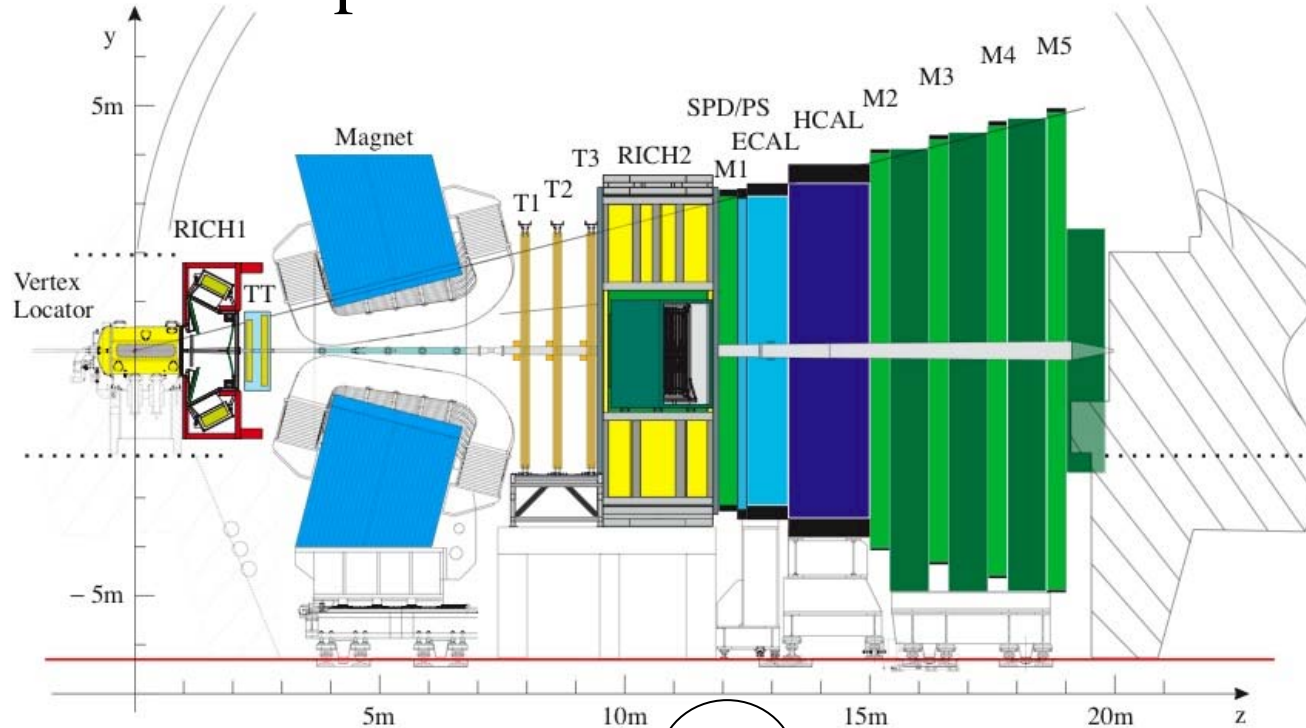 y
5m
Magnet
RICH1
Vertex
Locator
TT
T1
T2
T3
RICH2
SPD/PS
ECAL
HCAL
M1
M2
M3
M4
M5
− 5m
5m
10m
15m
20m
z